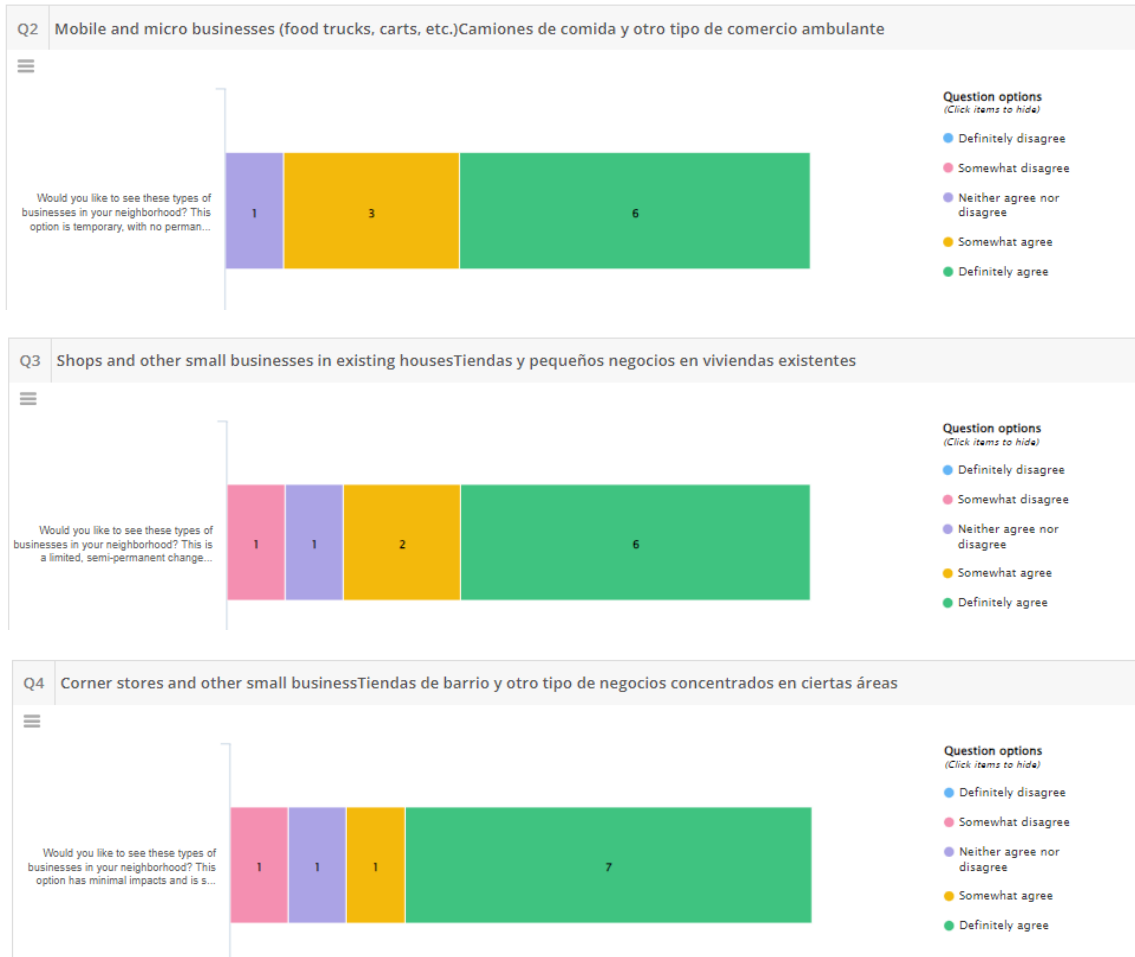 Q2 Mobile and micro businesses (food trucks, carts, etc.)Camiones de comida y otro tipo de comercio ambulante
Would you like to see these types of
businesses in your neighborhood? This
option is temporary, with no perman...
1 3 6
Question options
(Click items to hide)
Definitely disagree
Somewhat disagree
Neither agree nor
disagree
Somewhat agree
Definitely agree
Q3 Shops and other small businesses in existing housesTiendas y pequeños negocios en viviendas existentes
Would you like to see these types of
businesses in your neighborhood? This is
a limited, semi-permanent change...
1 1 2 6
Question options
(Click items to hide)
Definitely disagree
Somewhat disagree
Neither agree nor
disagree
Somewhat agree
Definitely agree
Q4 Corner stores and other small businessTiendas de barrio y otro tipo de negocios concentrados en ciertas áreas
Would you like to see these types of
businesses in your neighborhood? This
option has minimal impacts and is s...
1 1 1 7
Question options
(Click items to hide)
Definitely disagree
Somewhat disagree
Neither agree nor
disagree
Somewhat agree
Definitely agree